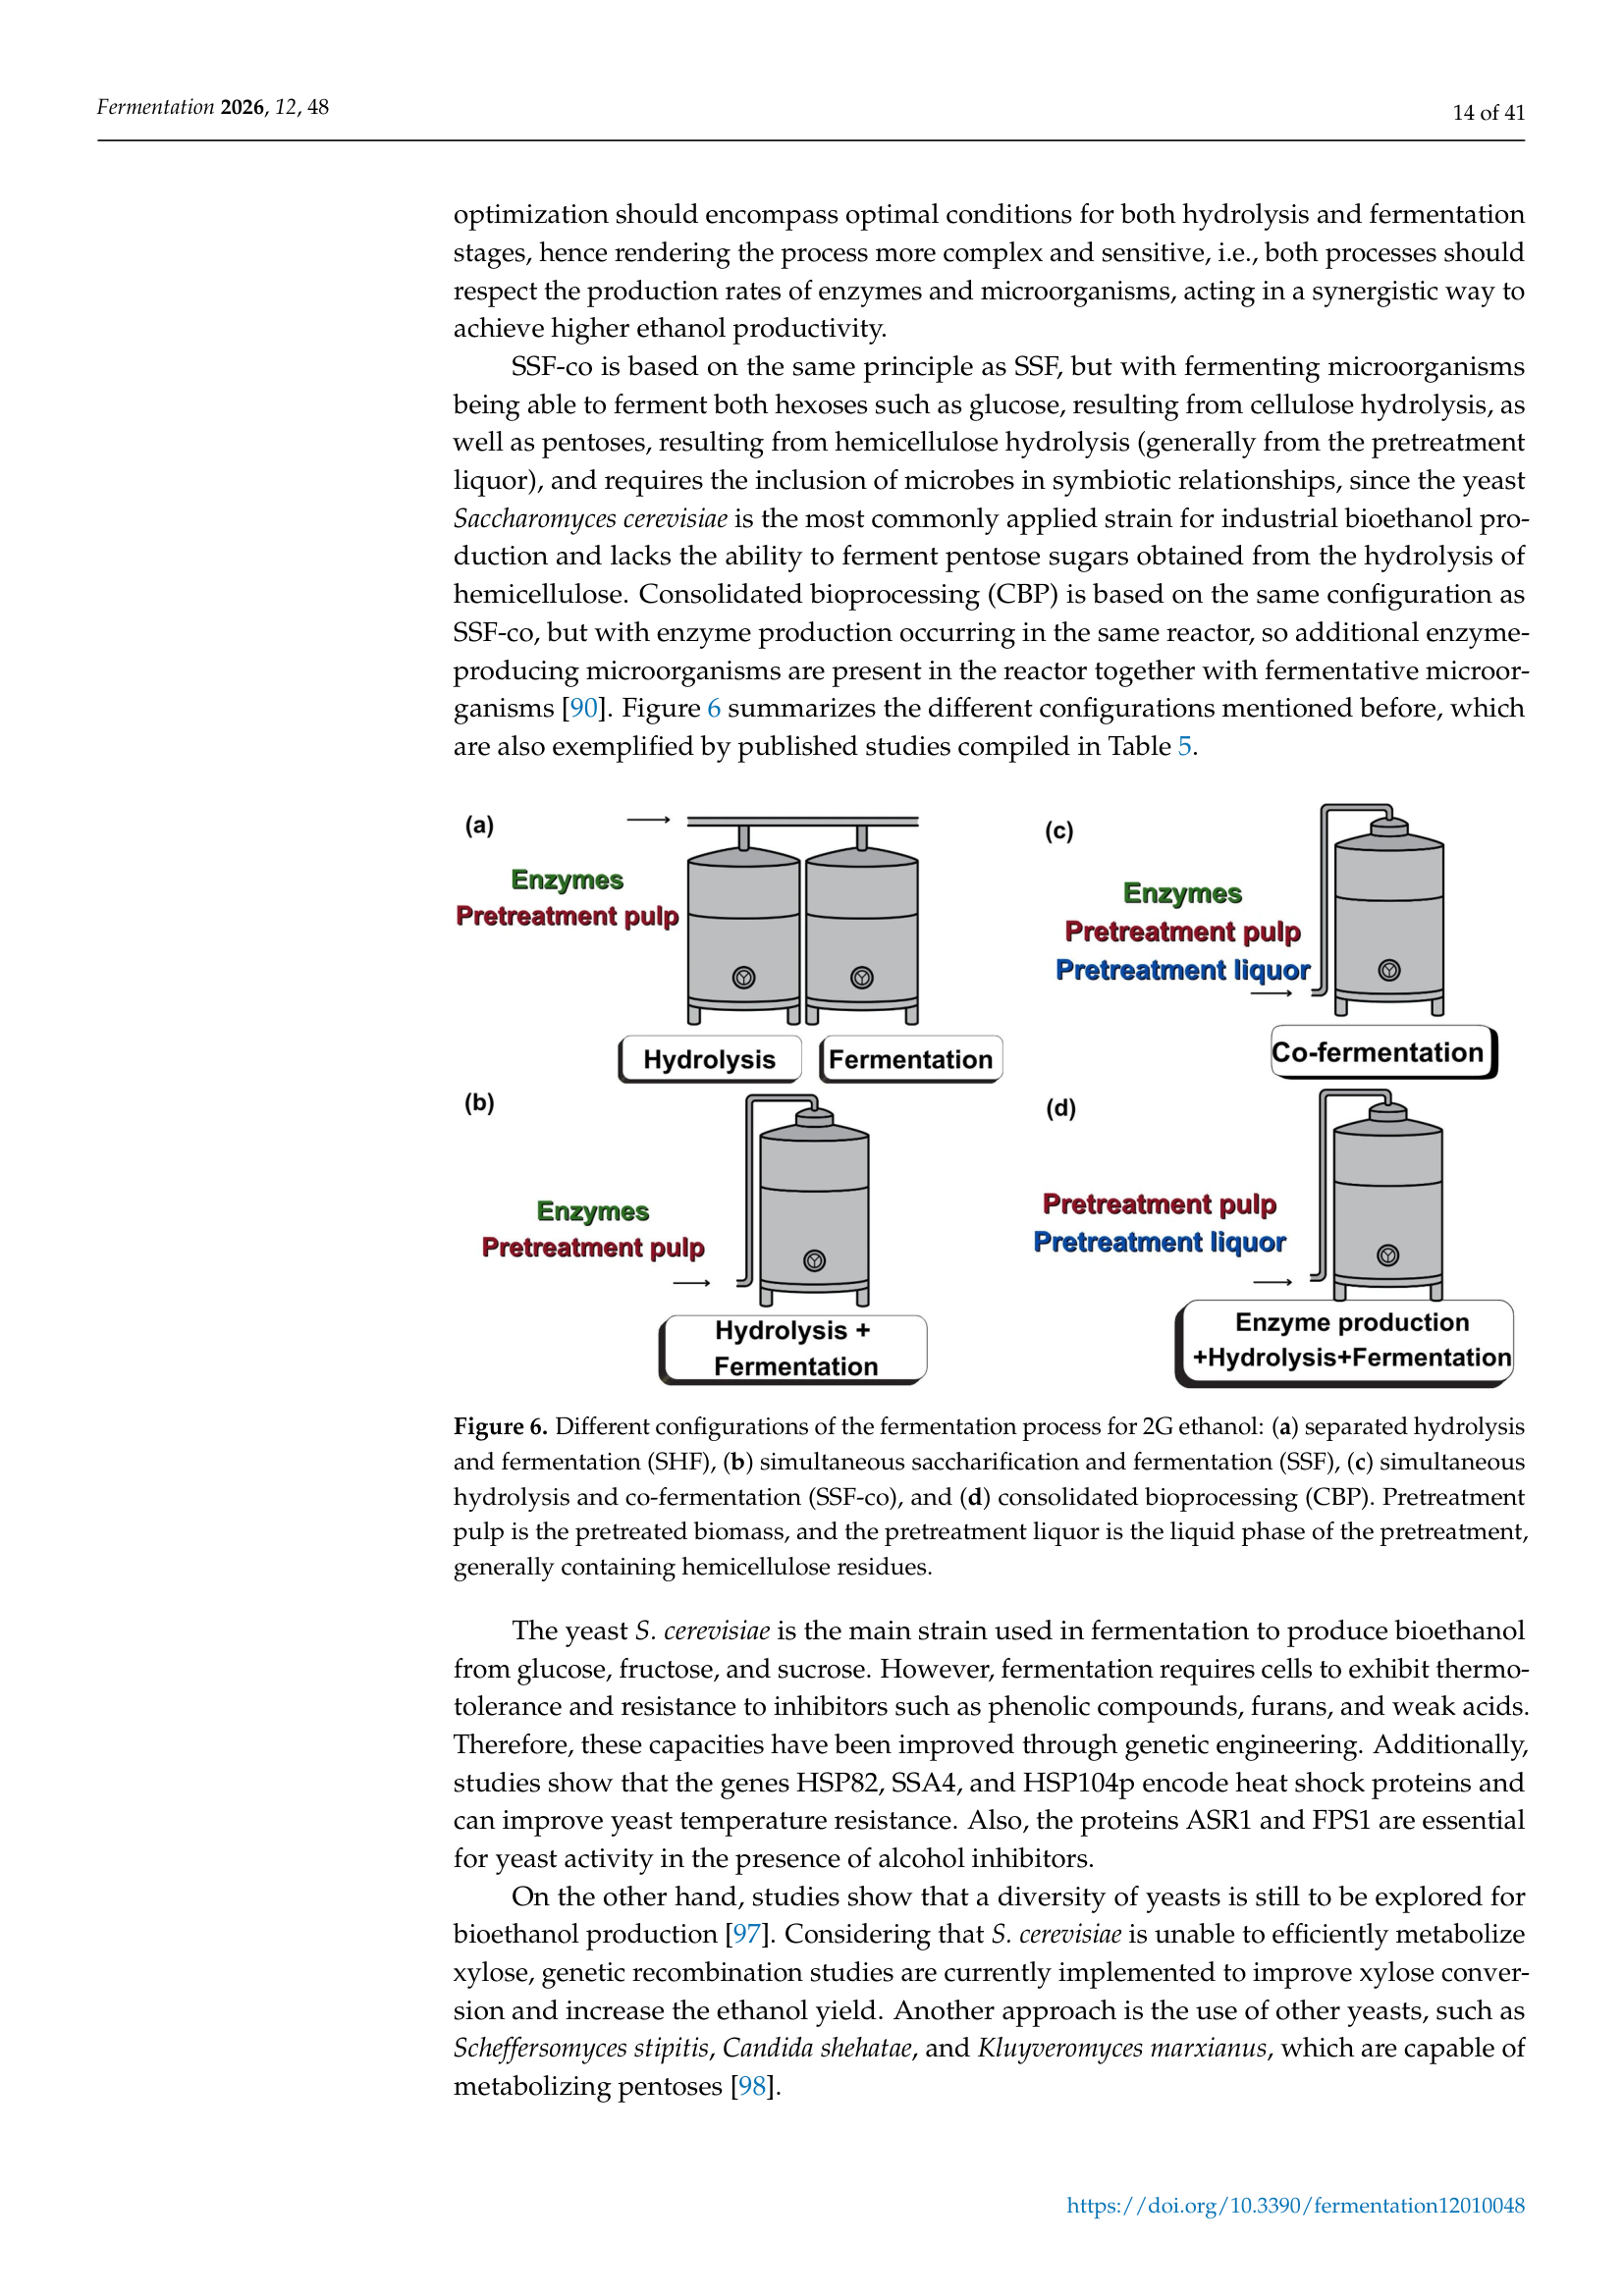 Fermentation 2026, 12, 48
14 of 41
optimization should encompass optimal conditions for both hydrolysis and fermentation
stages, hence rendering the process more complex and sensitive, i.e., both processes should
respect the production rates of enzymes and microorganisms, acting in a synergistic way to
achieve higher ethanol productivity.
SSF-co is based on the same principle as SSF, but with fermenting microorganisms
being able to ferment both hexoses such as glucose, resulting from cellulose hydrolysis, as
well as pentoses, resulting from hemicellulose hydrolysis (generally from the pretreatment
liquor), and requires the inclusion of microbes in symbiotic relationships, since the yeast
Saccharomyces cerevisiae is the most commonly applied strain for industrial bioethanol pro-
duction and lacks the ability to ferment pentose sugars obtained from the hydrolysis of
hemicellulose. Consolidated bioprocessing (CBP) is based on the same configuration as
SSF-co, but with enzyme production occurring in the same reactor, so additional enzyme-
producing microorganisms are present in the reactor together with fermentative microor-
ganisms [90]. Figure 6 summarizes the different configurations mentioned before, which
are also exemplified by published studies compiled in Table 5.
(a)
Enzymes
Pretreatment pulp
Hydrolysis
Fermentation
(b)
Enzymes
Pretreatment pulp
Hydrolysis +
Fermentation
(c)
Enzymes
Pretreatment pulp
Pretreatment liquor
Co-fermentation
(d)
Pretreatment pulp
Pretreatment liquor
Enzyme production
+Hydrolysis+Fermentation
Figure 6. Different configurations of the fermentation process for 2G ethanol: (a) separated hydrolysis
and fermentation (SHF), (b) simultaneous saccharification and fermentation (SSF), (c) simultaneous
hydrolysis and co-fermentation (SSF-co), and (d) consolidated bioprocessing (CBP). Pretreatment
pulp is the pretreated biomass, and the pretreatment liquor is the liquid phase of the pretreatment,
generally containing hemicellulose residues.
The yeast S. cerevisiae is the main strain used in fermentation to produce bioethanol
from glucose, fructose, and sucrose. However, fermentation requires cells to exhibit thermo-
tolerance and resistance to inhibitors such as phenolic compounds, furans, and weak acids.
Therefore, these capacities have been improved through genetic engineering. Additionally,
studies show that the genes HSP82, SSA4, and HSP104p encode heat shock proteins and
can improve yeast temperature resistance. Also, the proteins ASR1 and FPS1 are essential
for yeast activity in the presence of alcohol inhibitors.
On the other hand, studies show that a diversity of yeasts is still to be explored for
bioethanol production [97]. Considering that S. cerevisiae is unable to efficiently metabolize
xylose, genetic recombination studies are currently implemented to improve xylose conver-
sion and increase the ethanol yield. Another approach is the use of other yeasts, such as
Scheffersomyces stipitis, Candida shehatae, and Kluyveromyces marxianus, which are capable of
metabolizing pentoses [98].
https://doi.org/10.3390/fermentation12010048